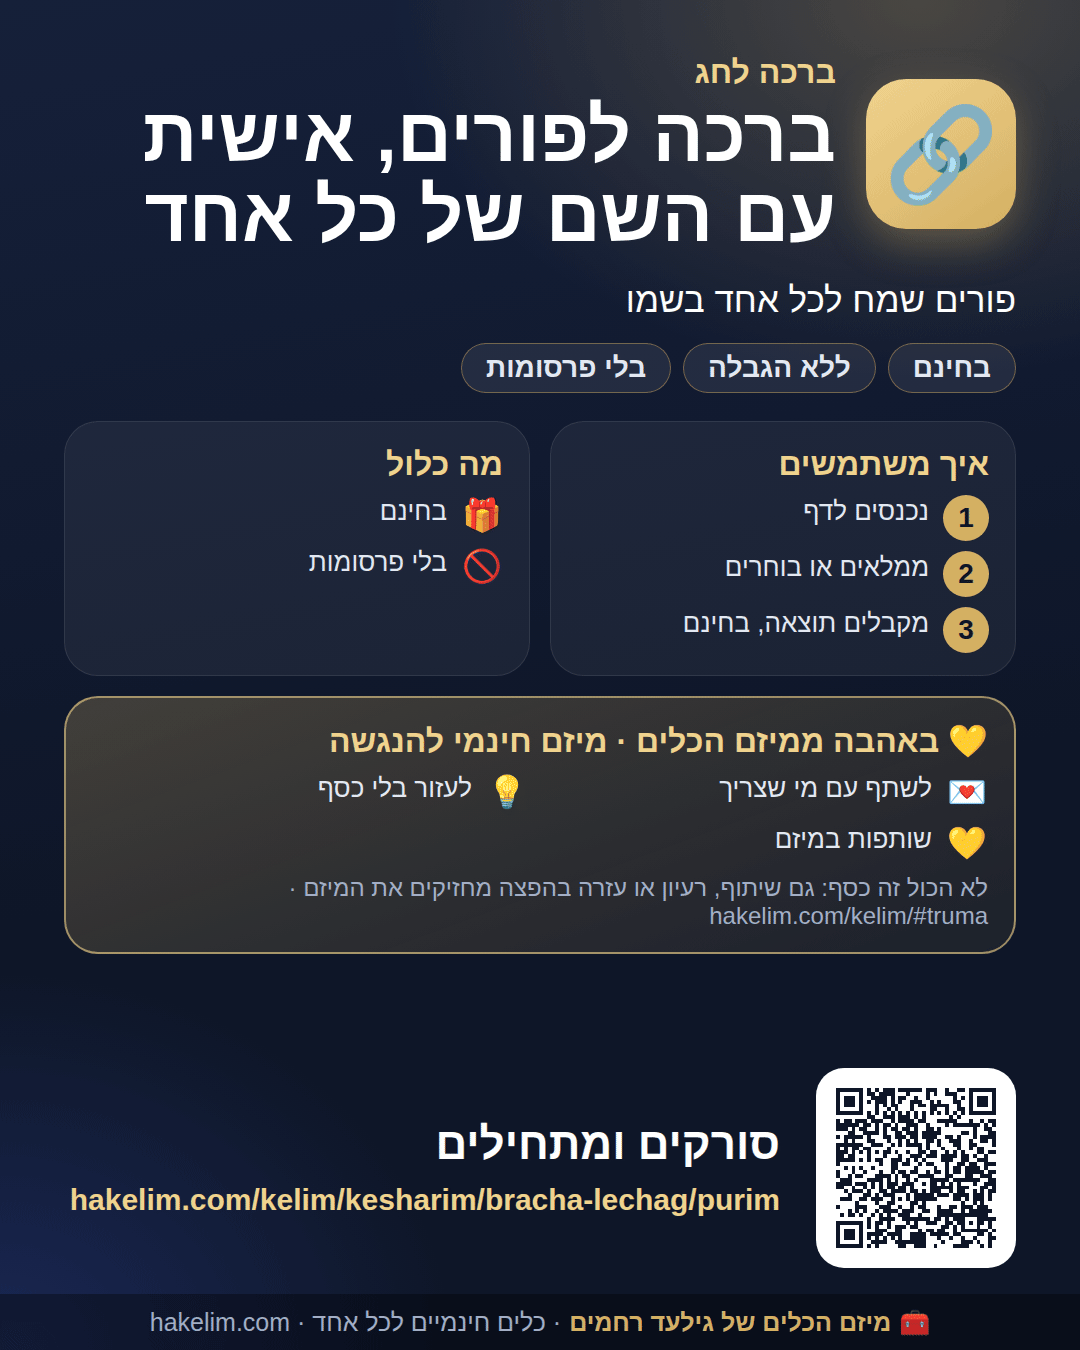 ברכה לחג
ברכה לפורים, אישית
עם השם של כל אחד
פורים שמח לכל אחד בשמו
בחינם
ללא הגבלה
בלי פרסומות
איך משתמשים
1 נכנסים לדף
2 ממלאים או בוחרים
3 מקבלים תוצאה, בחינם
מה כלול
בחינם
בלי פרסומות
באהבה ממיזם הכלים · מיזם חינמי להנגשה
לשתף עם מי שצריך
לעזור בלי כסף
שותפות במיזם
לא הכול זה כסף: גם שיתוף, רעיון או עזרה בהפצה מחזיקים את המיזם ·
hakelim.com/kelim/#truma
סורקים ומתחילים
hakelim.com/kelim/kesharim/bracha-lechag/purim
מיזם הכלים של גילעד רחמים · כלים חינמיים לכל אחד · hakelim.com